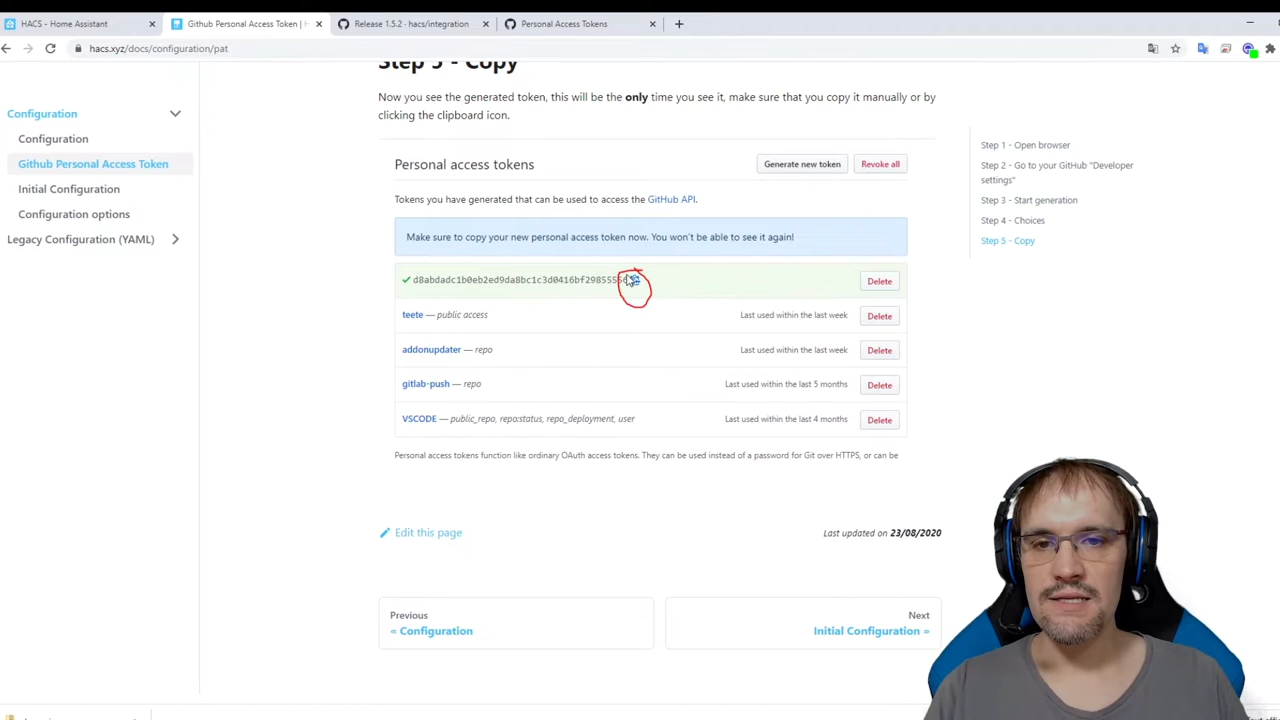 HACS - Home Assistant
Github Personal Access Token | H
Release 1.5.2 · hacs/integration
Personal Access Tokens
hacs.xyz/docs/configuration/pat
Configuration
Configuration
Github Personal Access Token
Initial Configuration
Configuration options
Legacy Configuration (YAML)
Step 5 - Copy
Now you see the generated token, this will be the only time you see it, make sure that you copy it manually or by
clicking the clipboard icon.
Personal access tokens
Generate new token
Revoke all
Tokens you have generated that can be used to access the GitHub API.
Make sure to copy your new personal access token now. You won't be able to see it again!
Delete
teete — public access
Last used within the last week
Delete
addonupdater — repo
Last used within the last week
Delete
gitlab-push — repo
Last used within the last 5 months
Delete
VSCODE — public_repo, repo:status, repo_deployment, user
Last used within the last 4 months
Delete
Personal access tokens function like ordinary OAuth access tokens. They can be used instead of a password for Git over HTTPS, or can be
Edit this page
Last updated on 23/08/2020
Previous
« Configuration
Next
Initial Configuration »
Step 1 - Open browser
Step 2 - Go to your GitHub "Developer
settings"
Step 3 - Start generation
Step 4 - Choices
Step 5 - Copy